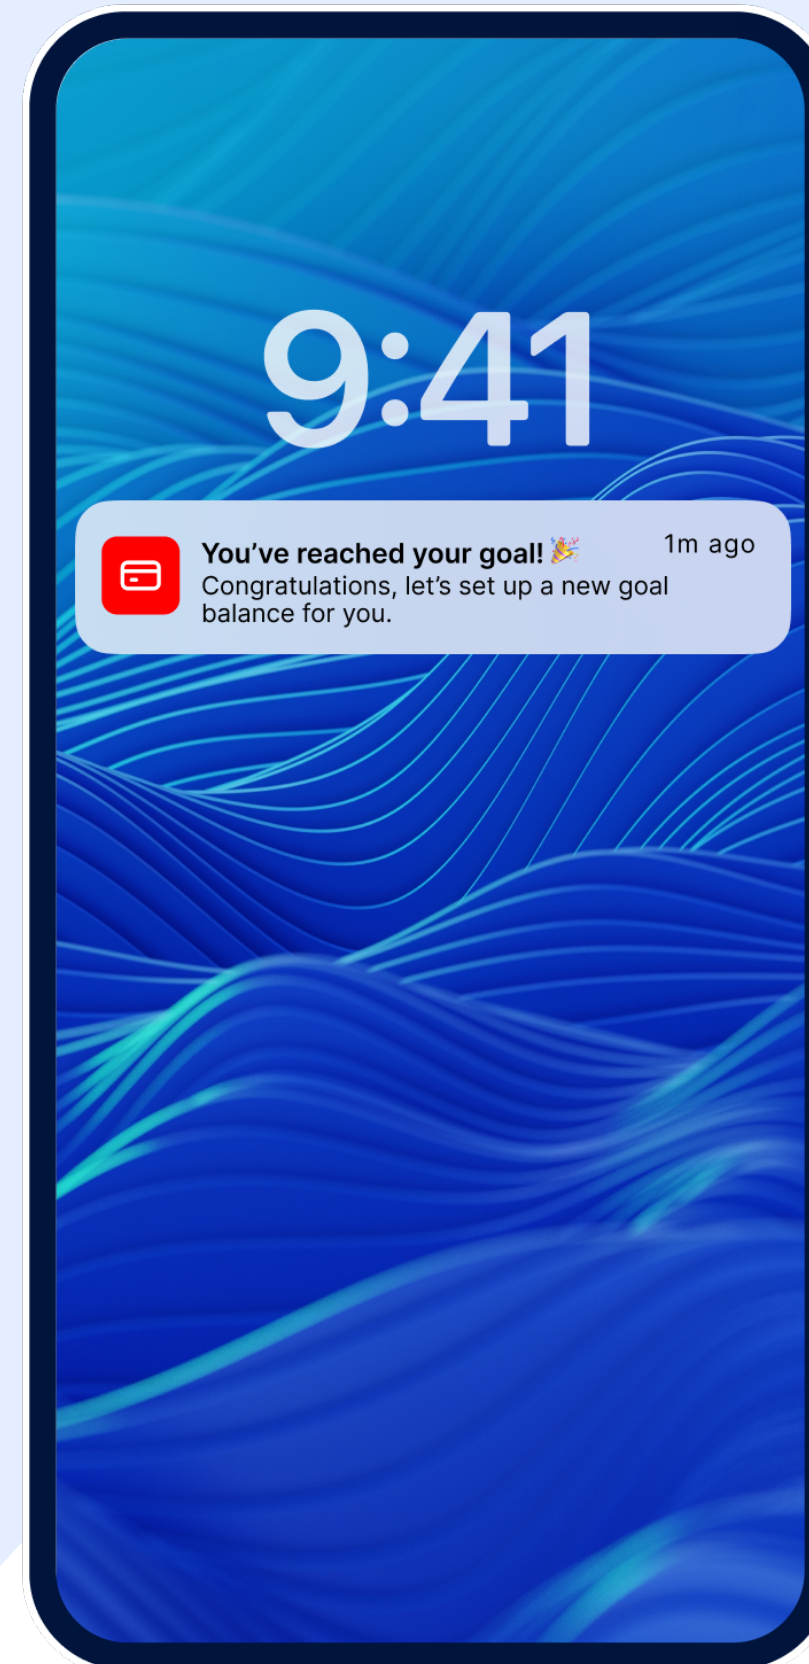 9:41
You’ve reached your goal! 🎉
1m ago
Congratulations, let’s set up a new goal
balance for you.